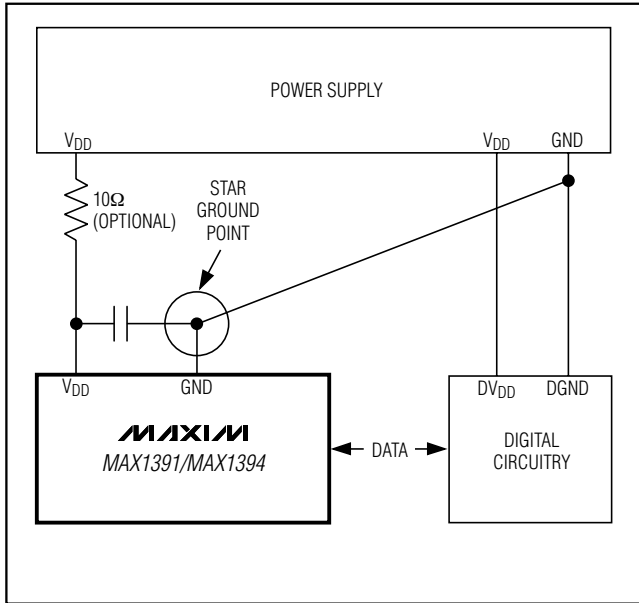 POWER SUPPLY
VDD
VDD
GND
10Ω
(OPTIONAL)
STAR
GROUND
POINT
VDD
GND
MAXIM
MAX1391/MAX1394
DATA
DVDD
DGND
DIGITAL
CIRCUITRY